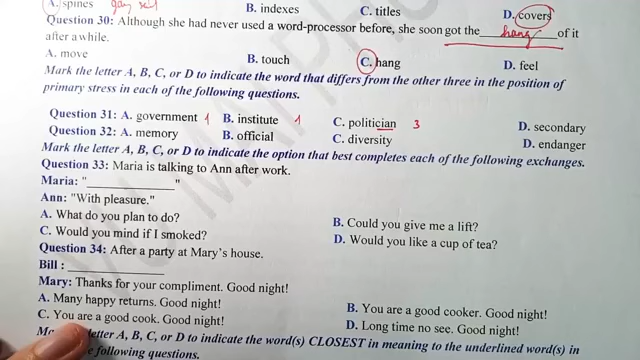 A. spines gáy sách B. indexes C. titles D. covers
Question 30: Although she had never used a word-processor before, she soon got the hang of it
after a while.
A. move B. touch C. hang D. feel
Mark the letter A, B, C, or D to indicate the word that differs from the other three in the position of
primary stress in each of the following questions.
Question 31: A. government 1 B. institute 1 C. politician 3 D. secondary
Question 32: A. memory B. official C. diversity D. endanger
Mark the letter A, B, C, or D to indicate the option that best completes each of the following exchanges.
Question 33: Maria is talking to Ann after work.
Maria: "_______________"
Ann: "With pleasure."
A. What do you plan to do? B. Could you give me a lift?
C. Would you mind if I smoked? D. Would you like a cup of tea?
Question 34: After a party at Mary's house.
Bill : _______________
Mary: Thanks for your compliment. Good night!
A. Many happy returns. Good night! B. You are a good cooker. Good night!
C. You are a good cook. Good night! D. Long time no see. Good night!
letter A, B, C, or D to indicate the word(s) CLOSEST in meaning to the underlined word(s) in
following questions.